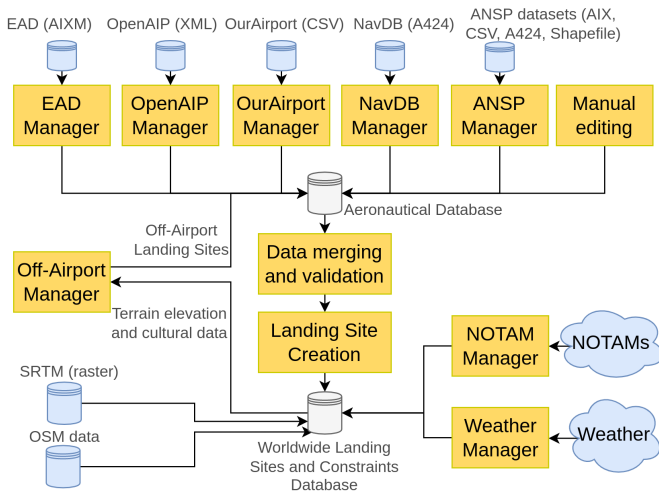 EAD (AIXM)
OpenAIP (XML)
OurAirport (CSV)
NavDB (A424)
ANSP datasets (AIX,
CSV, A424, Shapefile)
EAD
Manager
OpenAIP
Manager
OurAirport
Manager
NavDB
Manager
ANSP
Manager
Manual
editing
Aeronautical Database
Off-Airport
Landing Sites
Data merging
and validation
Off-Airport
Manager
Terrain elevation
and cultural data
Landing Site
Creation
NOTAM
Manager
NOTAMs
SRTM (raster)
OSM data
Weather
Manager
Weather
Worldwide Landing
Sites and Constraints
Database